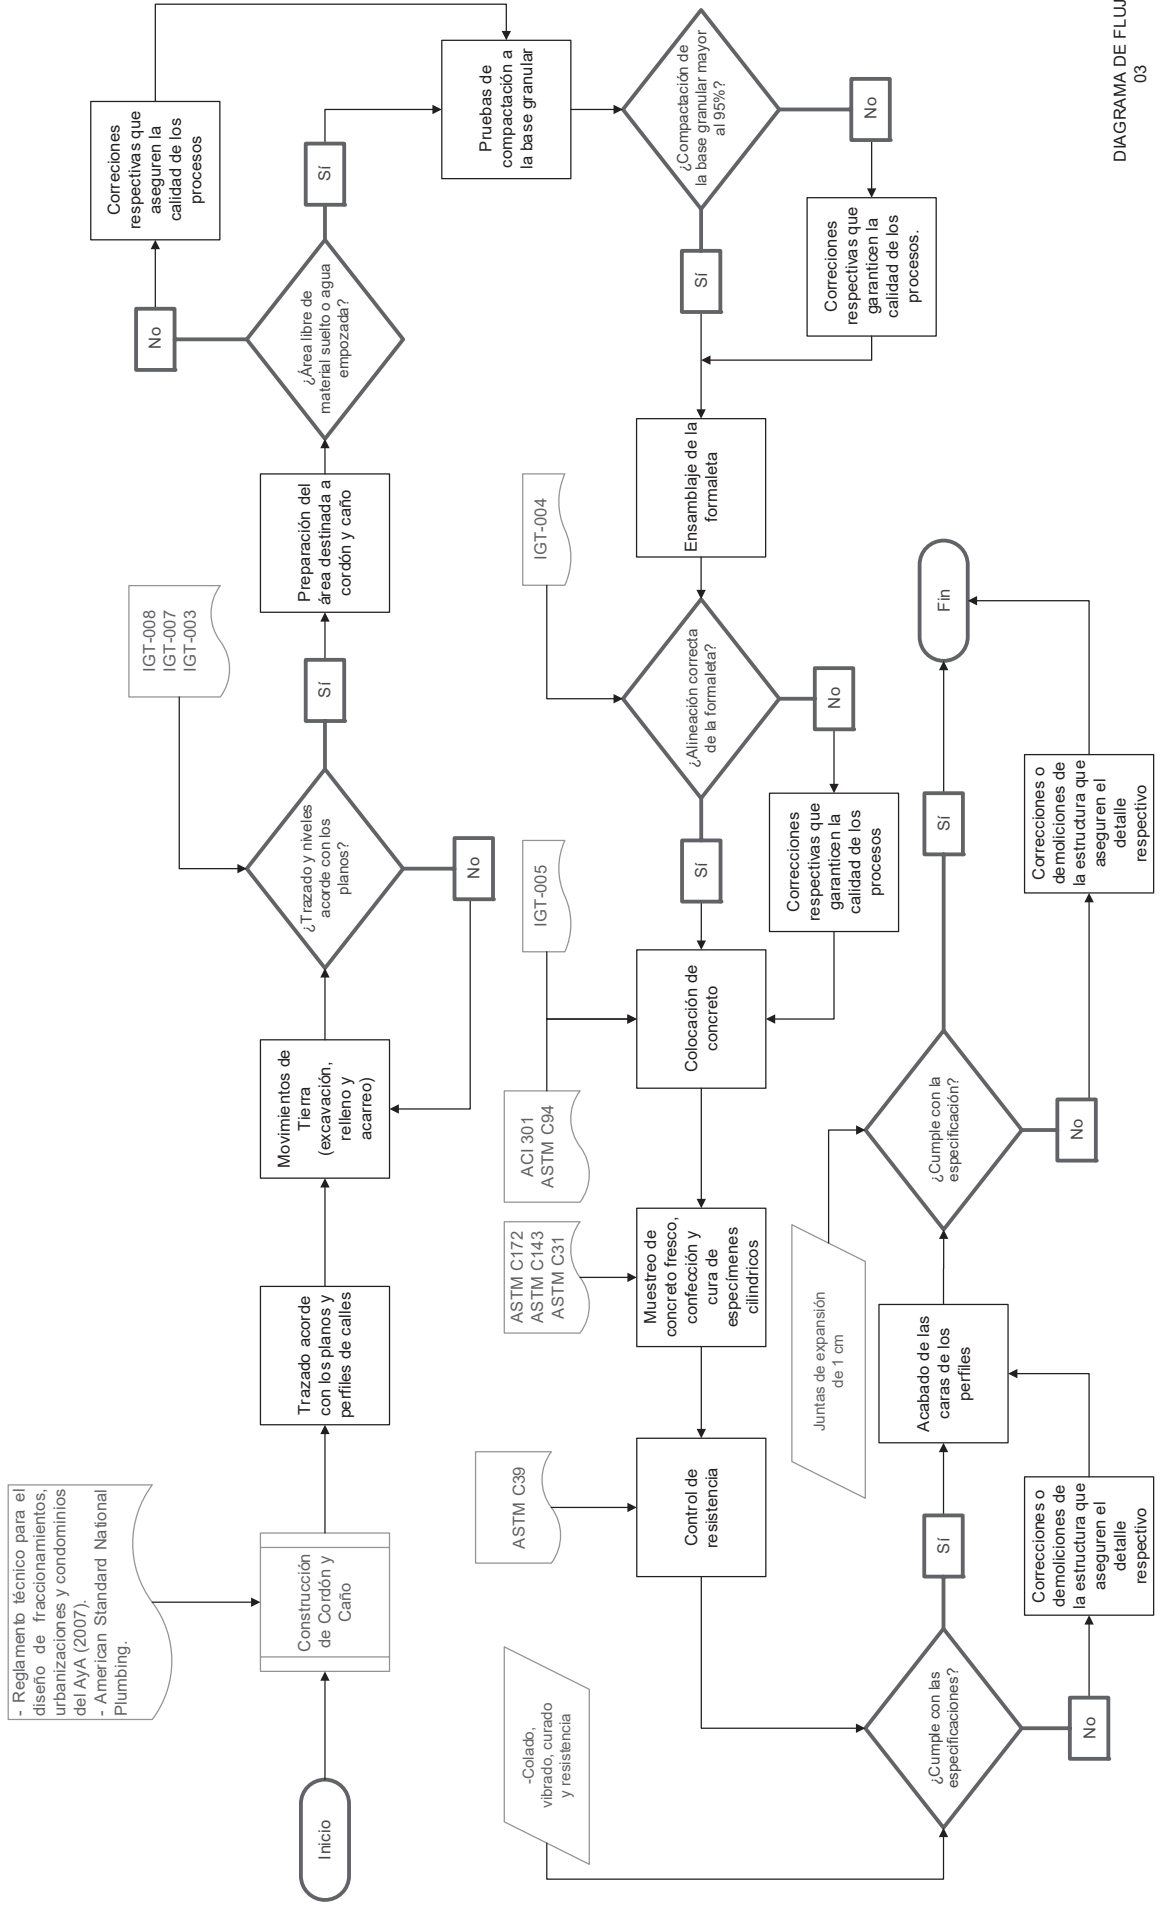 - Reglamento técnico para el
diseño de fraccionamientos,
urbanizaciones y condominios
del AyA (2007).
- American Standard National
Plumbing.
Inicio
Construcción
de Cordón y
Caño
Trazado acorde
con los planos y
perfiles de calles
Movimientos de
Tierra
(excavación,
relleno y
acarreo)
IGT-008
IGT-007
IGT-003
¿Trazado y niveles
acorde con los
planos?
No
Sí
Preparación del
área destinada a
cordón y caño
¿Área libre de
material suelto o agua
empozada?
No
Correciones
respectivas que
aseguren la
calidad de los
procesos
Sí
Pruebas de
compactación a
la base granular
¿Compactación de
la base granular mayor
al 95%?
No
Correciones
respectivas que
garanticen la
calidad de los
procesos.
Sí
Ensamblaje de la
formaleta
IGT-004
¿Alineación correcta
de la formaleta?
No
Correcciones
respectivas que
garanticen la
calidad de los
procesos
Sí
IGT-005
ACI 301
ASTM C94
Colocación de
concreto
ASTM C172
ASTM C143
ASTM C31
Muestreo de
concreto fresco,
confección y
cura de
especímenes
cilíndricos
ASTM C39
Control de
resistencia
-Colado,
vibrado, curado
y resistencia
¿Cumple con las
especificaciones?
No
Correcciones o
demoliciones de
la estructura que
aseguren el
detalle
respectivo
Sí
Acabado de las
caras de los
perfiles
Juntas de expansión
de 1 cm
¿Cumple con la
especificación?
No
Correcciones o
demoliciones de
la estructura que
aseguren el
detalle
respectivo
Sí
Fin
DIAGRAMA DE FLUJ
03